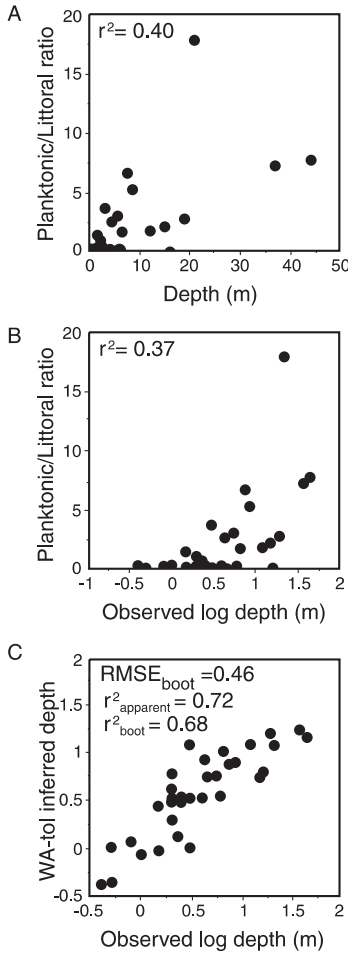 A
r²= 0.40
20
15
10
5
0
Planktonic/Littoral ratio
0 10 20 30 40 50
Depth (m)
B
r²= 0.37
20
15
10
5
0
Planktonic/Littoral ratio
-1 -0.5 0 0.5 1 1.5 2
Observed log depth (m)
C
RMSE_boot =0.46
r²_apparent = 0.72
r²_boot = 0.68
2
1.5
1
0.5
0
-0.5
WA-tol inferred depth
-0.5 0 0.5 1 1.5 2
Observed log depth (m)